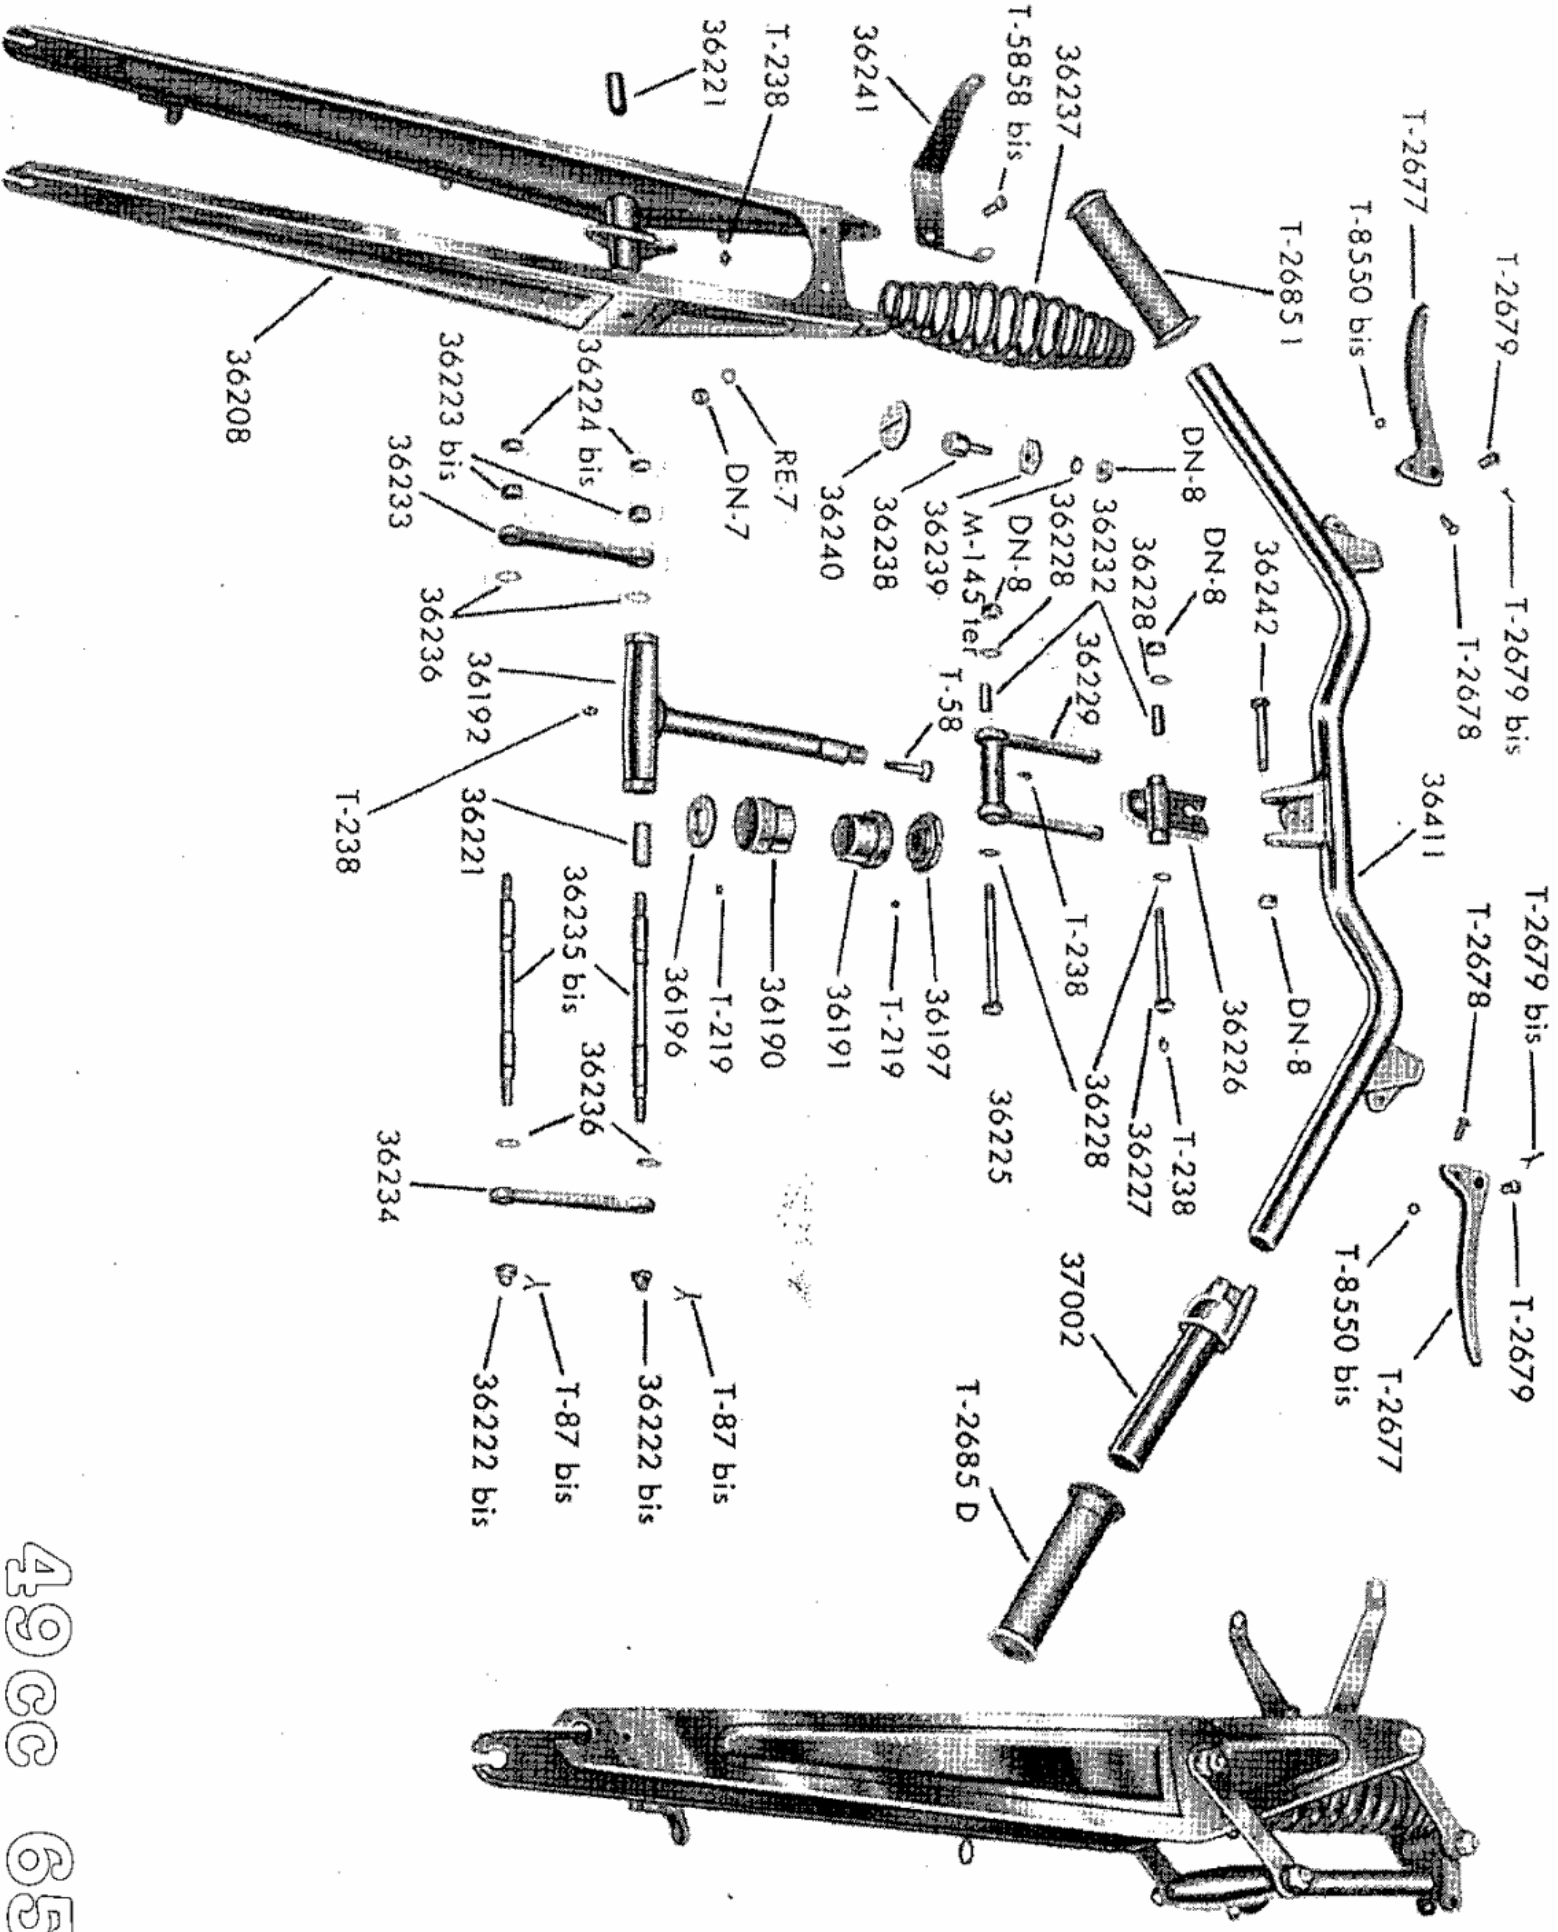 T-2679 bis
T-2679
T-2679 bis
T-2679
T-2678
T-2678
T-2677
36411
T-2677
T-8550 bis
T-8550 bis
T-2685 I
DN-8
36242
36226
DN-8
DN-8
T-238
36228
36227
36232
36228
36229
T-238
36237
37002
36228
T-5858 bis
DN-8
36225
M-145 ter
T-2685 D
T-58
36239
36197
36238
T-219
36241
36240
36191
T-238
RE-7
36190
DN-7
T-219
T-87 bis
36221
36196
36222 bis
36224 bis
36236
36235 bis
T-87 bis
36192
36221
36222 bis
36223 bis
36236
36233
36234
T-238
36208
49cc 65